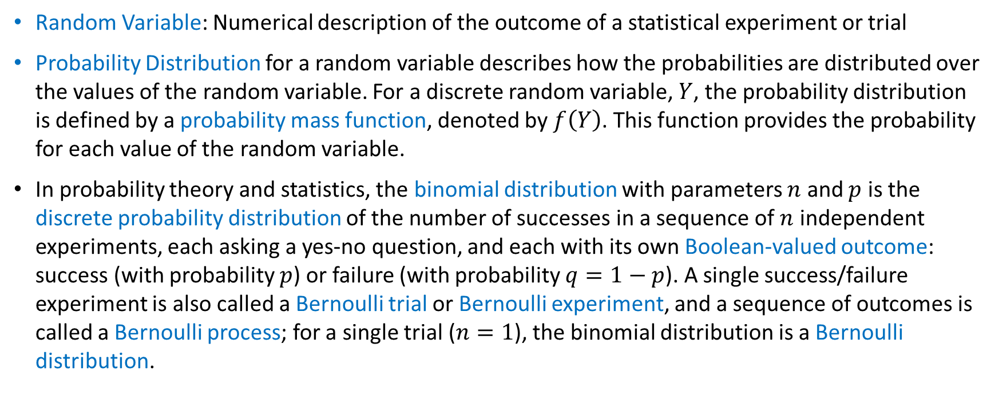 • Random Variable: Numerical description of the outcome of a statistical experiment or trial
• Probability Distribution for a random variable describes how the probabilities are distributed over
the values of the random variable. For a discrete random variable, Y, the probability distribution
is defined by a probability mass function, denoted by f(Y). This function provides the probability
for each value of the random variable.
• In probability theory and statistics, the binomial distribution with parameters n and p is the
discrete probability distribution of the number of successes in a sequence of n independent
experiments, each asking a yes-no question, and each with its own Boolean-valued outcome:
success (with probability p) or failure (with probability q = 1 − p). A single success/failure
experiment is also called a Bernoulli trial or Bernoulli experiment, and a sequence of outcomes is
called a Bernoulli process; for a single trial (n = 1), the binomial distribution is a Bernoulli
distribution.